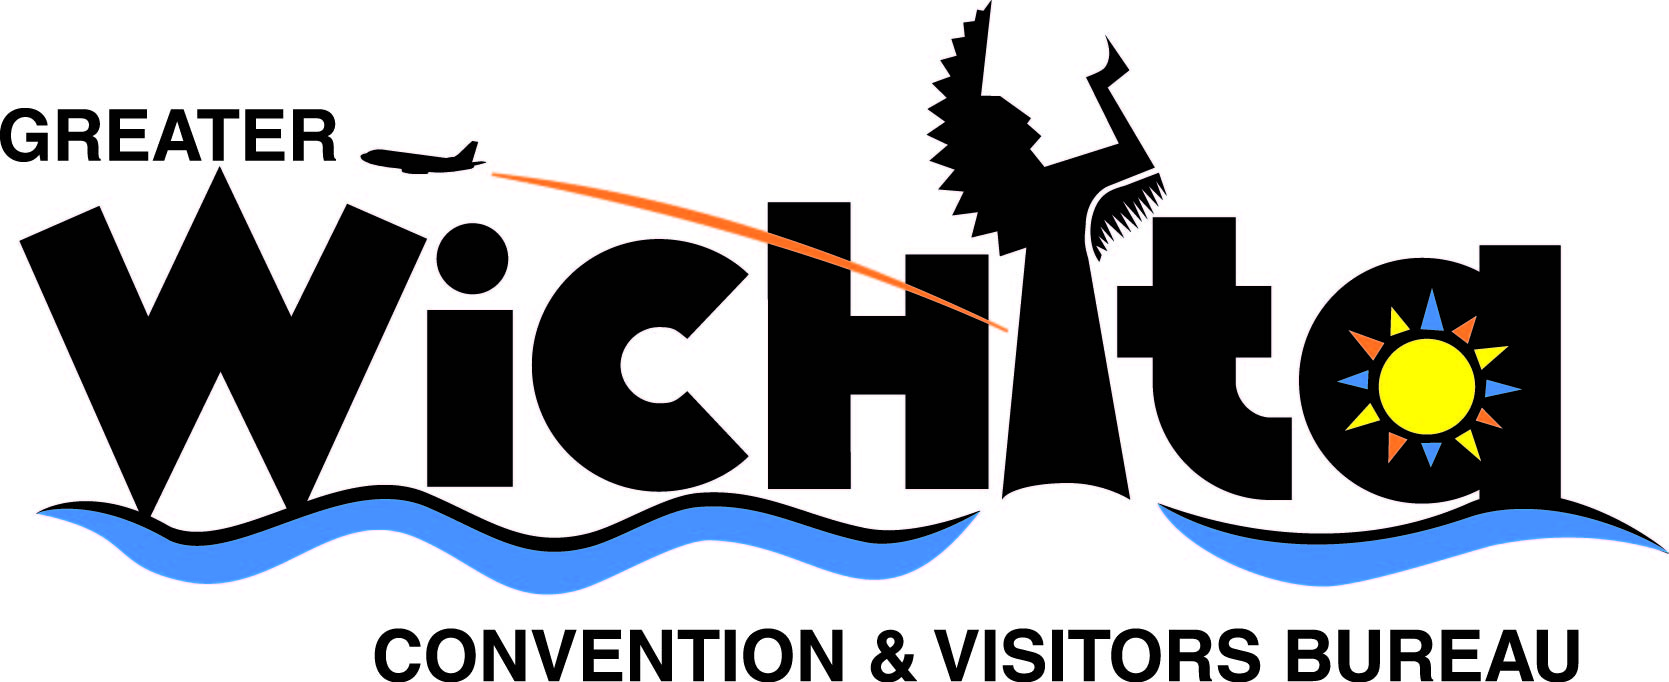 GREATER
Wichita
CONVENTION & VISITORS BUREAU